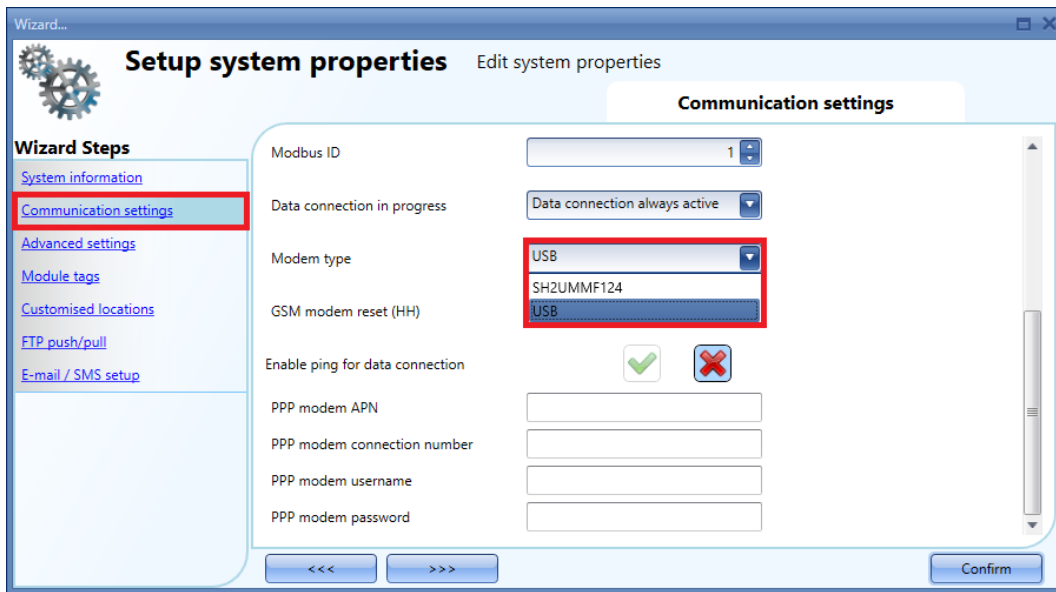 Wizard...
Setup system properties Edit system properties
Communication settings
Wizard Steps
System information
Communication settings
Advanced settings
Module tags
Customised locations
FTP push/pull
E-mail / SMS setup
Modbus ID 1
Data connection in progress Data connection always active
Modem type USB
SH2UMMF124
GSM modem reset (HH) USB
Enable ping for data connection
PPP modem APN
PPP modem connection number
PPP modem username
PPP modem password
<<< >>> Confirm